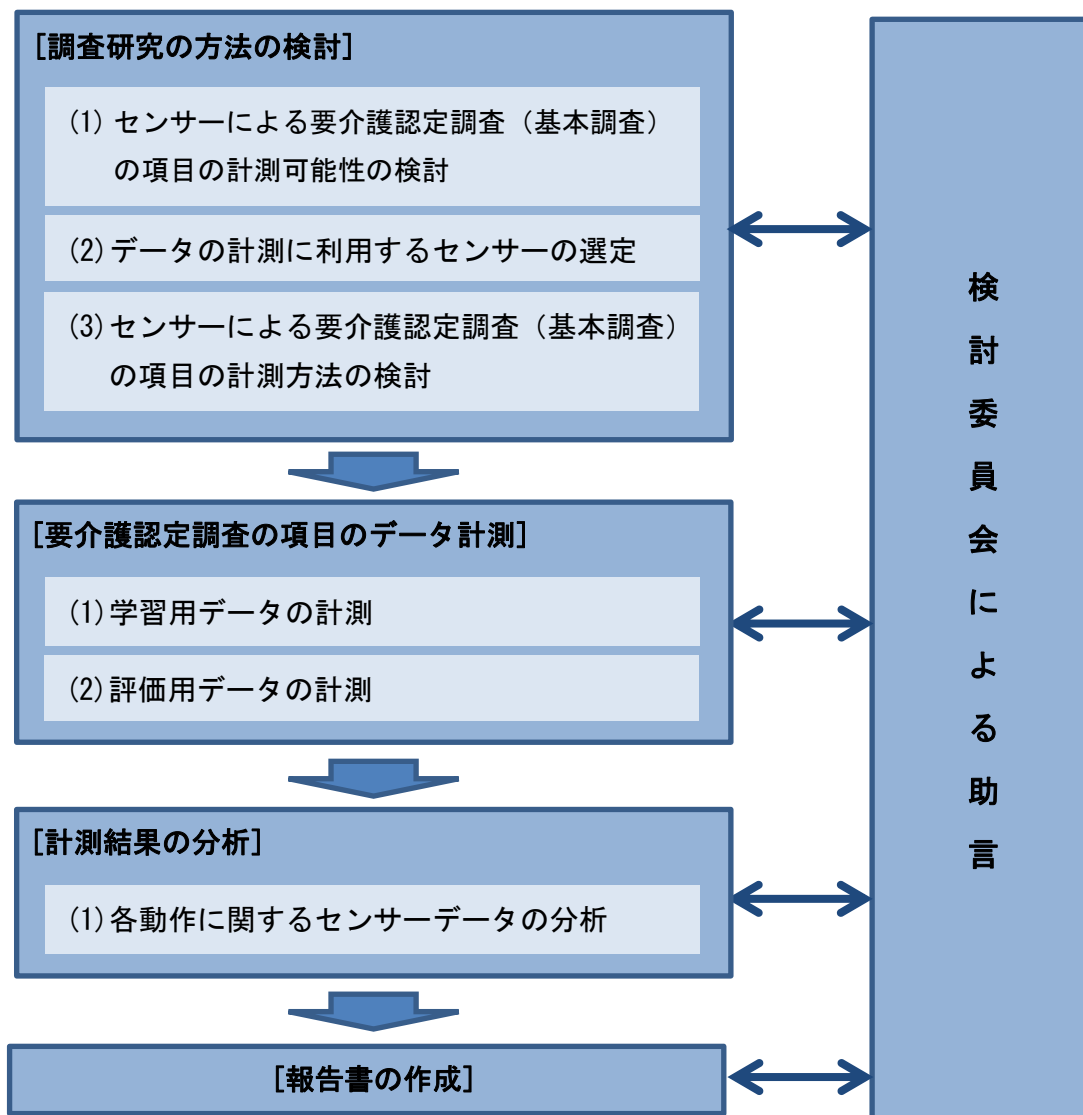 [調査研究の方法の検討]
(1) センサーによる要介護認定調査（基本調査）
の項目の計測可能性の検討
(2) データの計測に利用するセンサーの選定
(3) センサーによる要介護認定調査（基本調査）
の項目の計測方法の検討
[要介護認定調査の項目のデータ計測]
(1) 学習用データの計測
(2) 評価用データの計測
[計測結果の分析]
(1) 各動作に関するセンサーデータの分析
[報告書の作成]
検討委員会による助言